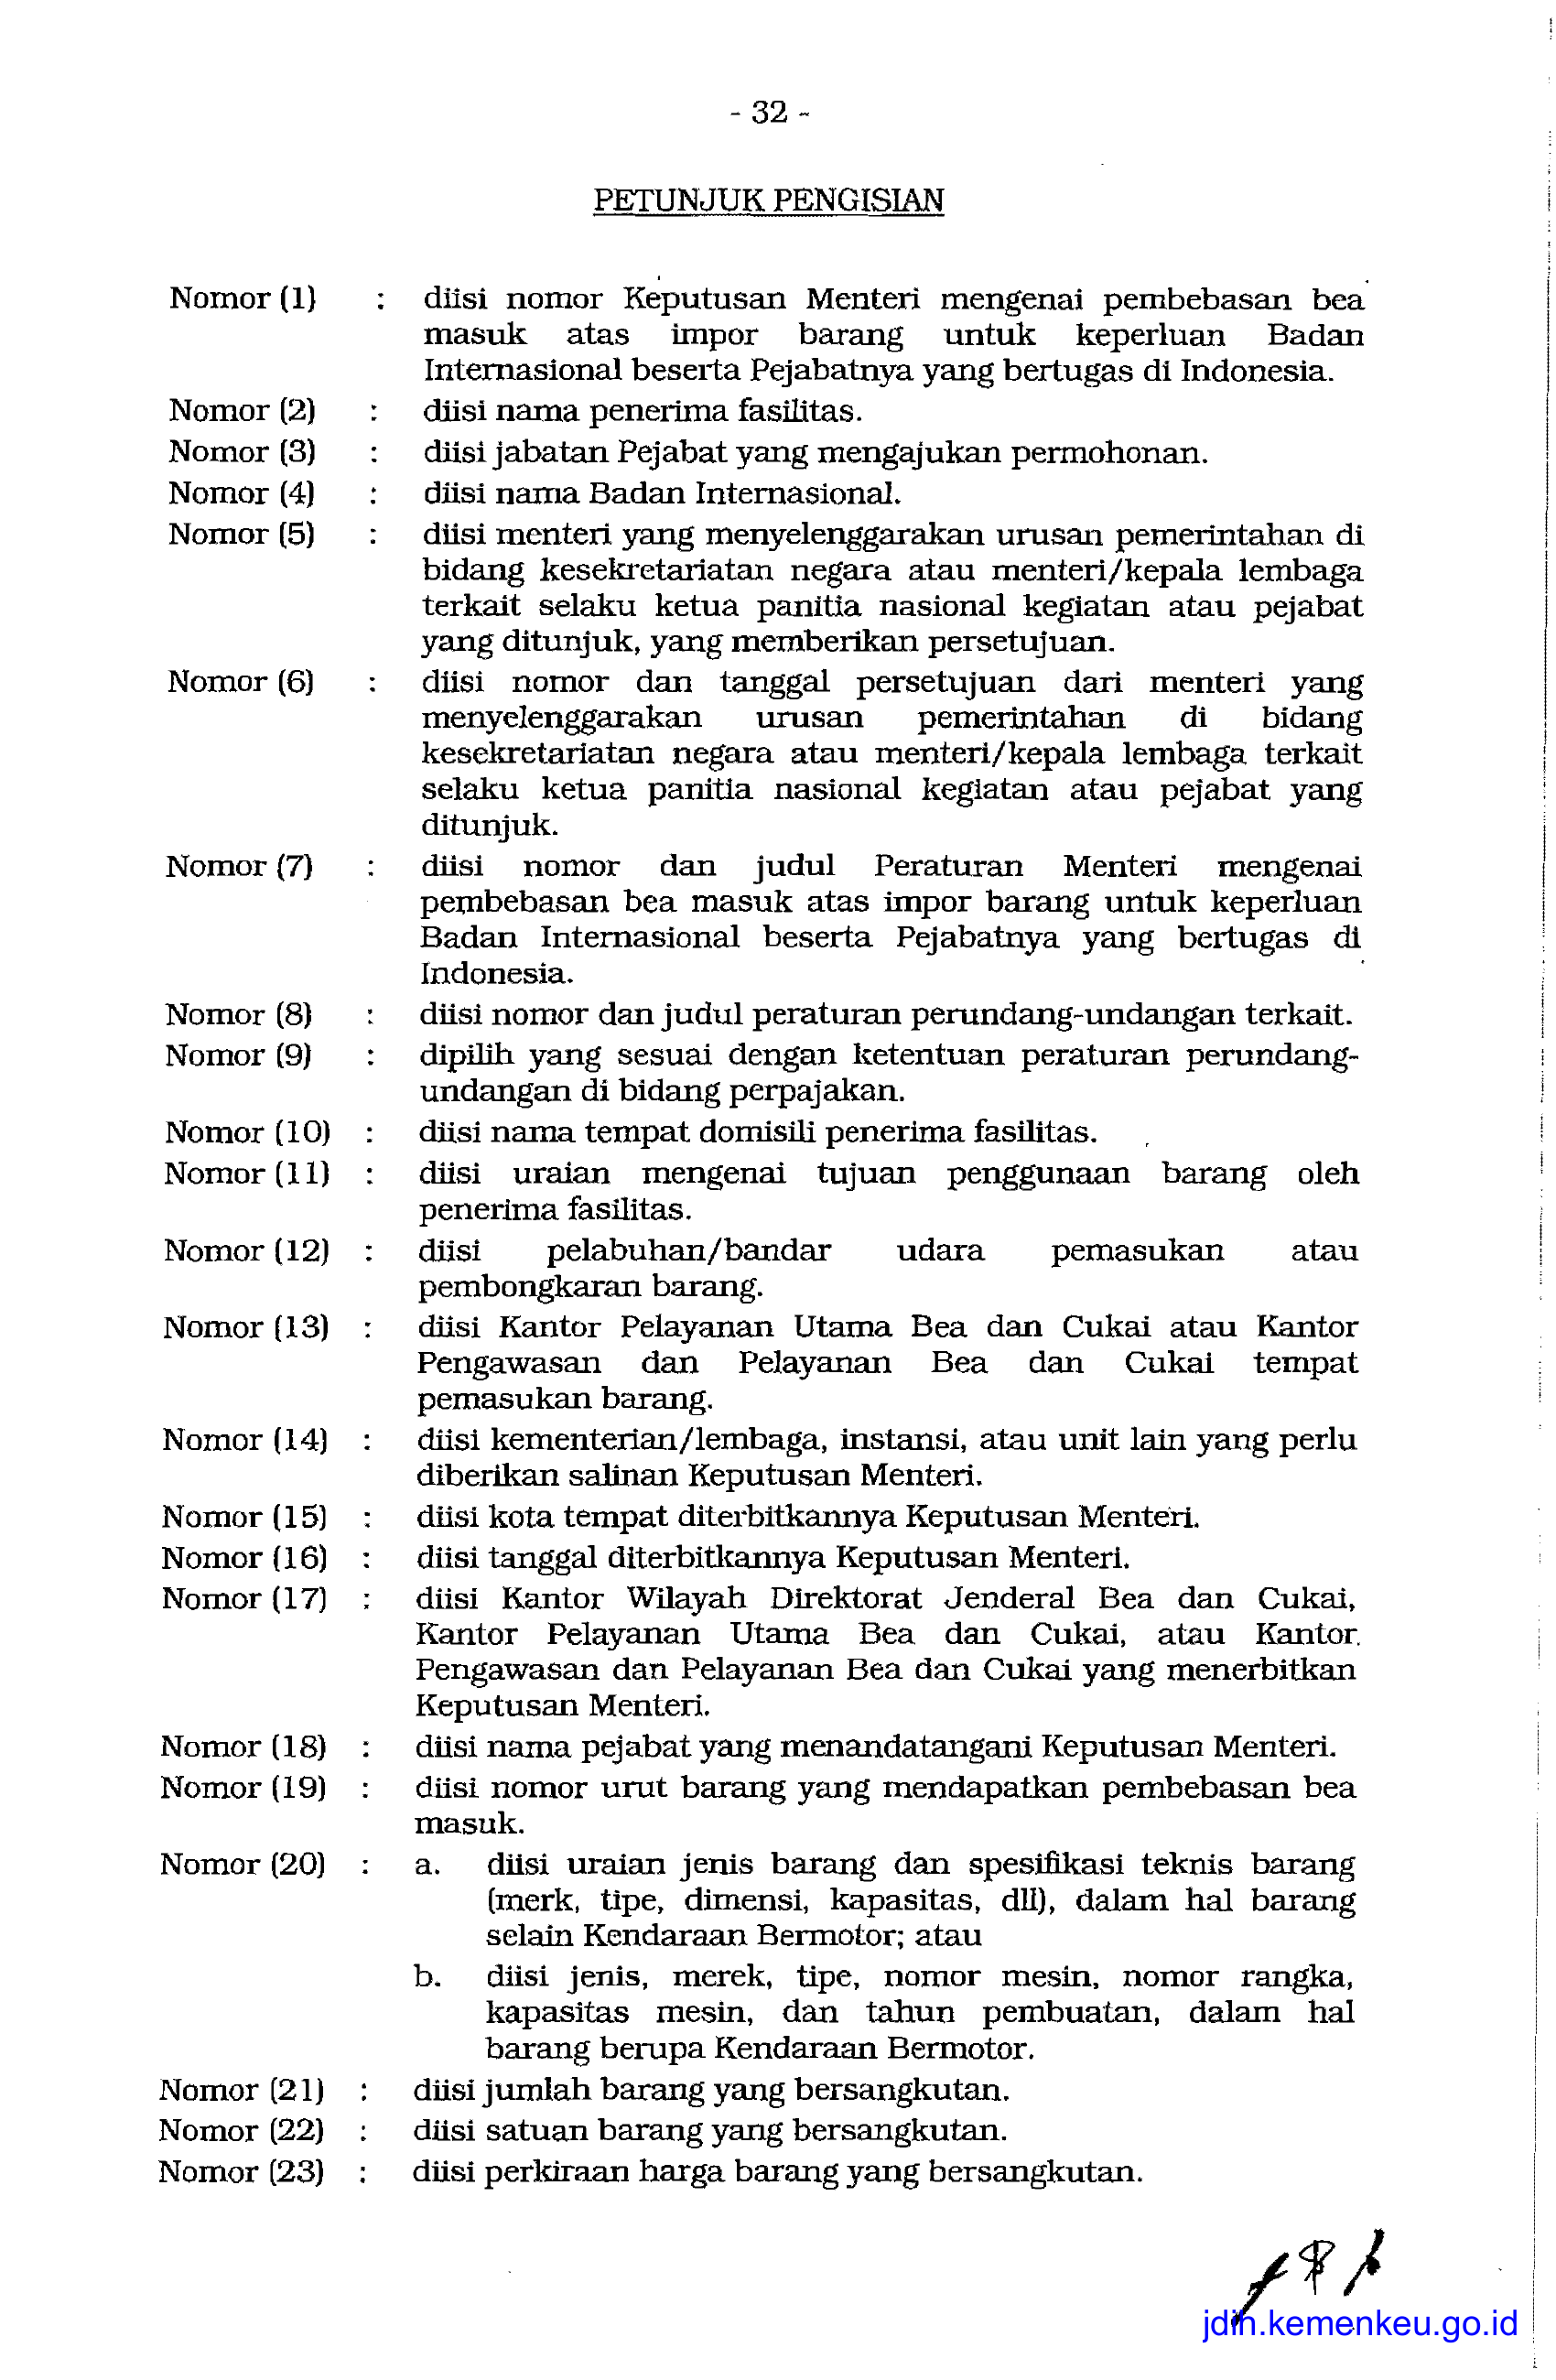 - 32 -
PETUNJUK PENGISIAN
Nomor (1) : diisi nomor Keputusan Menteri mengenai pembebasan bea
masuk atas impor barang untuk keperluan Badan
Internasional beserta Pejabatnya yang bertugas di Indonesia.
Nomor (2) : diisi nama penerima fasilitas.
Nomor (3) : diisi jabatan Pejabat yang mengajukan permohonan.
Nomor (4) : diisi nama Badan Internasional.
Nomor (5) : diisi menteri yang menyelenggarakan urusan pemerintahan di
bidang kesekretariatan negara atau menteri/kepala lembaga
terkait selaku ketua panitia nasional kegiatan atau pejabat
yang ditunjuk, yang memberikan persetujuan.
Nomor (6) : diisi nomor dan tanggal persetujuan dari menteri yang
menyelenggarakan urusan pemerintahan di bidang
kesekretariatan negara atau menteri/kepala lembaga terkait
selaku ketua panitia nasional kegiatan atau pejabat yang
ditunjuk.
Nomor (7) : diisi nomor dan judul Peraturan Menteri mengenai
pembebasan bea masuk atas impor barang untuk keperluan
Badan Internasional beserta Pejabatnya yang bertugas di
Indonesia.
Nomor (8) : diisi nomor dan judul peraturan perundang-undangan terkait.
Nomor (9) : dipilih yang sesuai dengan ketentuan peraturan perundang-
undangan di bidang perpajakan.
Nomor (10) : diisi nama tempat domisili penerima fasilitas.
Nomor (11) : diisi uraian mengenai tujuan penggunaan barang oleh
penerima fasilitas.
Nomor (12) : diisi pelabuhan/bandar udara pemasukan atau
pembongkaran barang.
Nomor (13) : diisi Kantor Pelayanan Utama Bea dan Cukai atau Kantor
Pengawasan dan Pelayanan Bea dan Cukai tempat
pemasukan barang.
Nomor (14) : diisi kementerian/lembaga, instansi, atau unit lain yang perlu
diberikan salinan Keputusan Menteri.
Nomor (15) : diisi kota tempat diterbitkannya Keputusan Menteri.
Nomor (16) : diisi tanggal diterbitkannya Keputusan Menteri.
Nomor (17) : diisi Kantor Wilayah Direktorat Jenderal Bea dan Cukai,
Kantor Pelayanan Utama Bea dan Cukai, atau Kantor
Pengawasan dan Pelayanan Bea dan Cukai yang menerbitkan
Keputusan Menteri.
Nomor (18) : diisi nama pejabat yang menandatangani Keputusan Menteri.
Nomor (19) : diisi nomor urut barang yang mendapatkan pembebasan bea
masuk.
Nomor (20) : a. diisi uraian jenis barang dan spesifikasi teknis barang
(merk, tipe, dimensi, kapasitas, dll), dalam hal barang
selain Kendaraan Bermotor; atau
b. diisi jenis, merek, tipe, nomor mesin, nomor rangka,
kapasitas mesin, dan tahun pembuatan, dalam hal
barang berupa Kendaraan Bermotor.
Nomor (21) : diisi jumlah barang yang bersangkutan.
Nomor (22) : diisi satuan barang yang bersangkutan.
Nomor (23) : diisi perkiraan harga barang yang bersangkutan.
jdih.kemenkeu.go.id